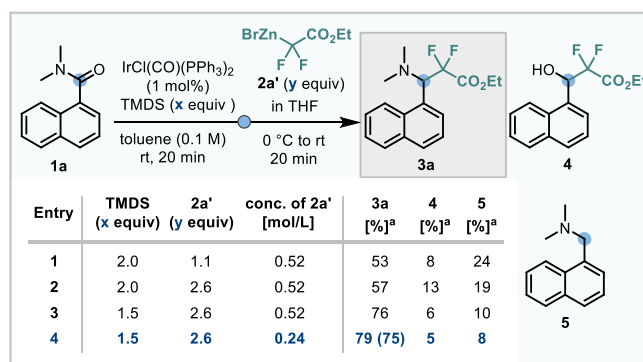 BrZn CO2Et
F F
IrCl(CO)(PPh3)2
(1 mol%)
TMDS (x equiv )
2a' (y equiv)
in THF
toluene (0.1 M)
rt, 20 min
0 °C to rt
20 min
N O
1a
N F F CO2Et
3a
HO F F CO2Et
4
Entry TMDS (x equiv) 2a' (y equiv) conc. of 2a' [mol/L] 3a [%]a 4 [%]a 5 [%]a
1 2.0 1.1 0.52 53 8 24
2 2.0 2.6 0.52 57 13 19
3 1.5 2.6 0.52 76 6 10
4 1.5 2.6 0.24 79 (75) 5 8
N
5